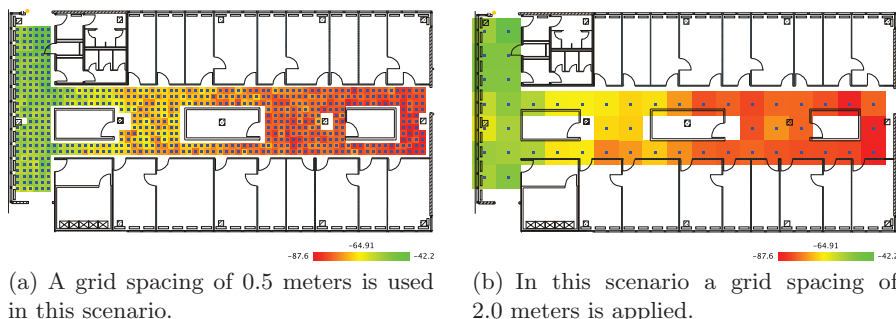 −64.91
−87.6 −42.2
−64.91
−87.6 −42.2
(a) A grid spacing of 0.5 meters is used
in this scenario.
(b) In this scenario a grid spacing of
2.0 meters is applied.